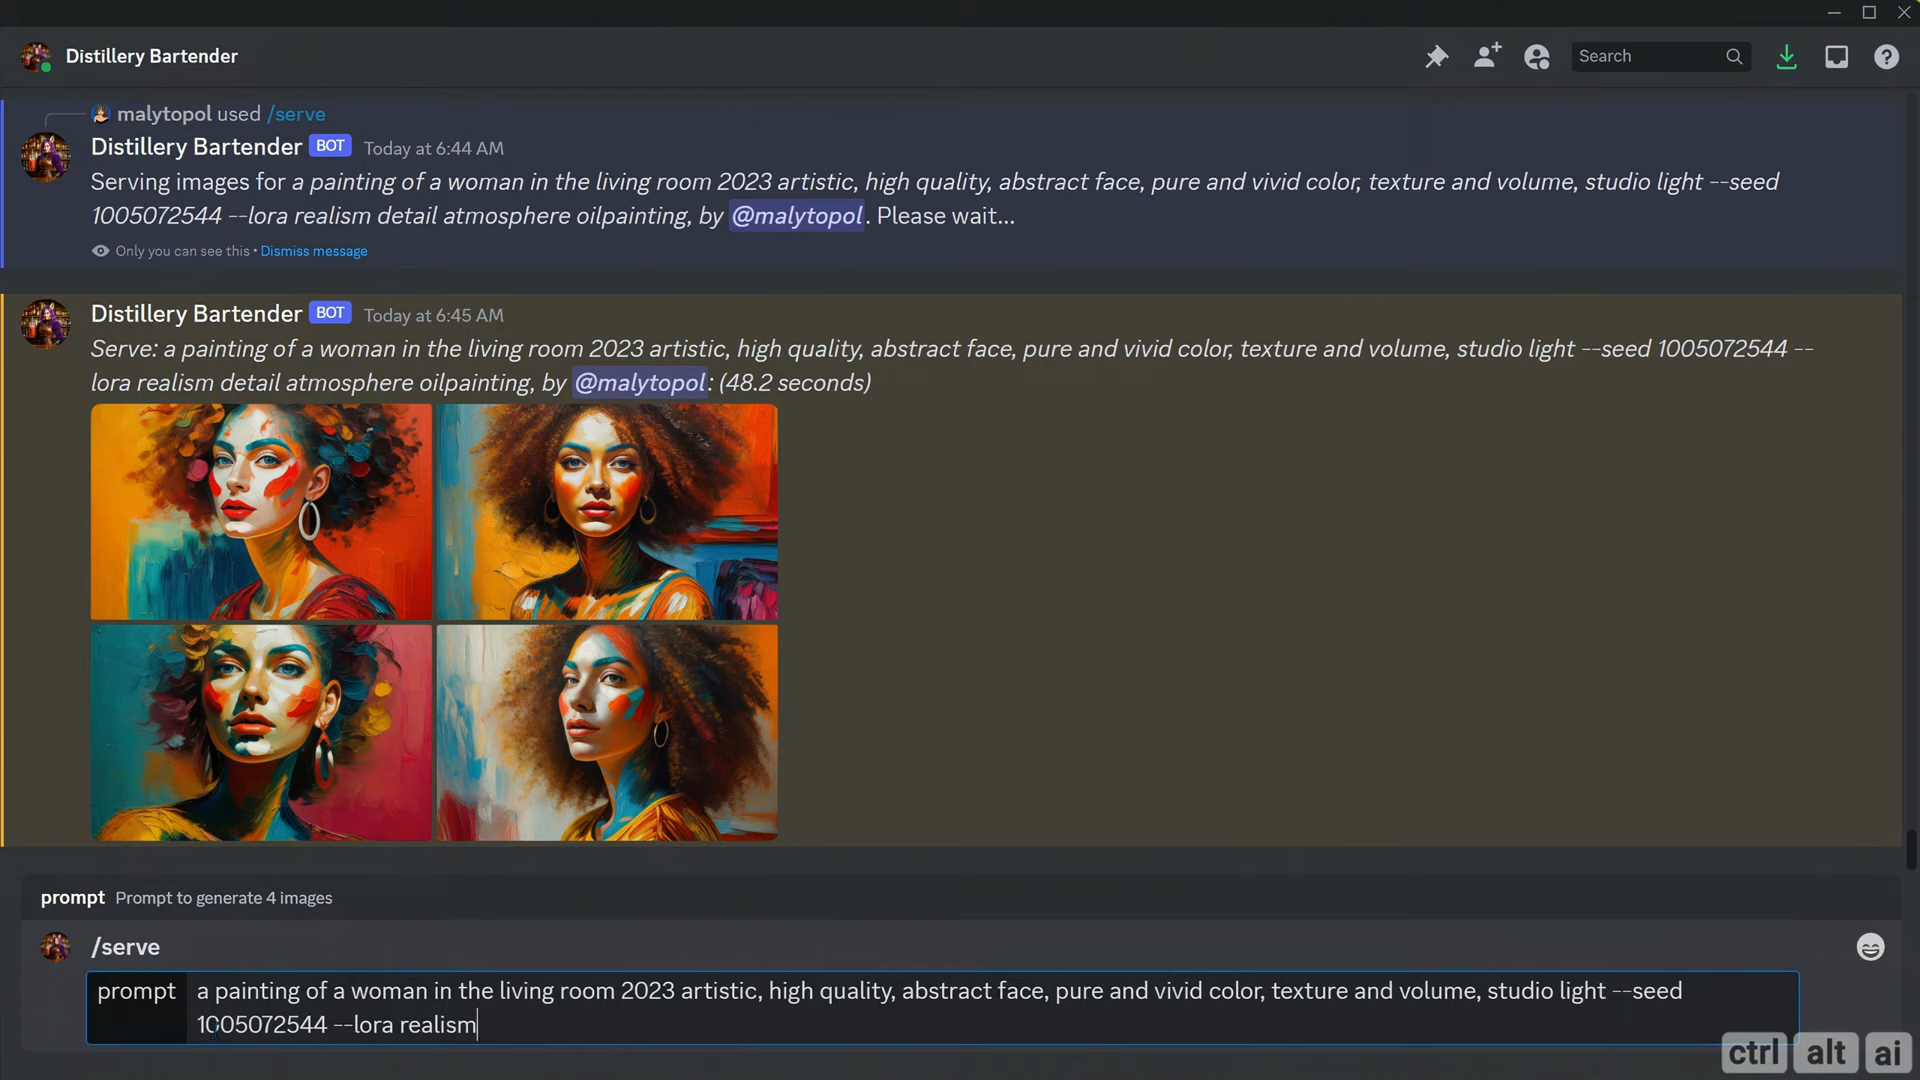 Distillery Bartender
Search
malytopol used /serve
Distillery Bartender BOT Today at 6:44 AM
Serving images for a painting of a woman in the living room 2023 artistic, high quality, abstract face, pure and vivid color, texture and volume, studio light --seed
1005072544 --lora realism detail atmosphere oilpainting, by @malytopol. Please wait...
Only you can see this • Dismiss message
Distillery Bartender BOT Today at 6:45 AM
Serve: a painting of a woman in the living room 2023 artistic, high quality, abstract face, pure and vivid color, texture and volume, studio light --seed 1005072544 --
lora realism detail atmosphere oilpainting, by @malytopol: (48.2 seconds)
prompt Prompt to generate 4 images
/serve
prompt a painting of a woman in the living room 2023 artistic, high quality, abstract face, pure and vivid color, texture and volume, studio light --seed
1005072544 --lora realism
ctrl alt ai